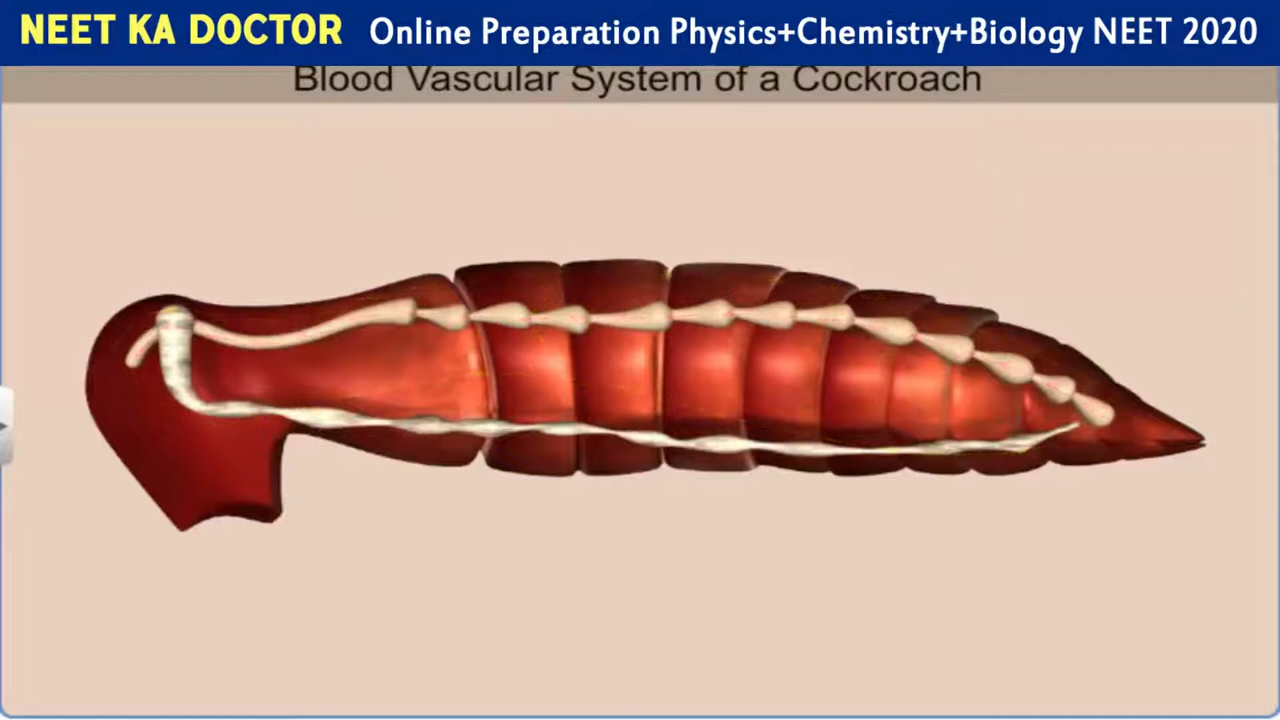 NEET KA DOCTOR Online Preparation Physics+Chemistry+Biology NEET 2020
Blood Vascular System of a Cockroach